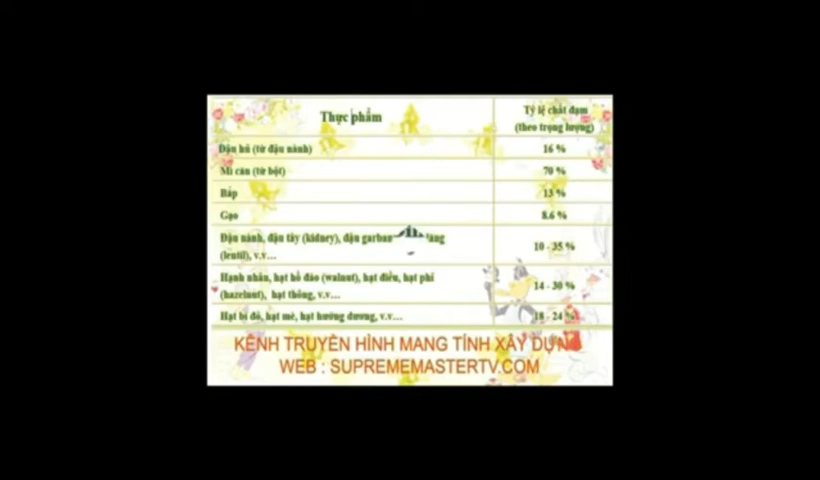 Thực phẩm
Tỷ lệ chất đạm
(theo trọng lượng)
Đậu hũ (từ đậu nành)
16 %
Mì căn (từ bột)
70 %
Bắp
13 %
Gạo
8.6 %
Đậu nành, đậu tây (kidney), đậu
(lentil), v.v...
10 - 35 %
Hạnh nhân, hạt hồ đào (walnut), hạt điều, hạt phỉ
(hazelnut), hạt thông, v.v...
14 - 30 %
Hạt bí đỏ, hạt mè, hạt hướng dương, v.v...
18 - 24 %
KÊNH TRUYỀN HÌNH MANG TÍNH XÂY DỰNG
WEB : SUPREMEMASTERTV.COM